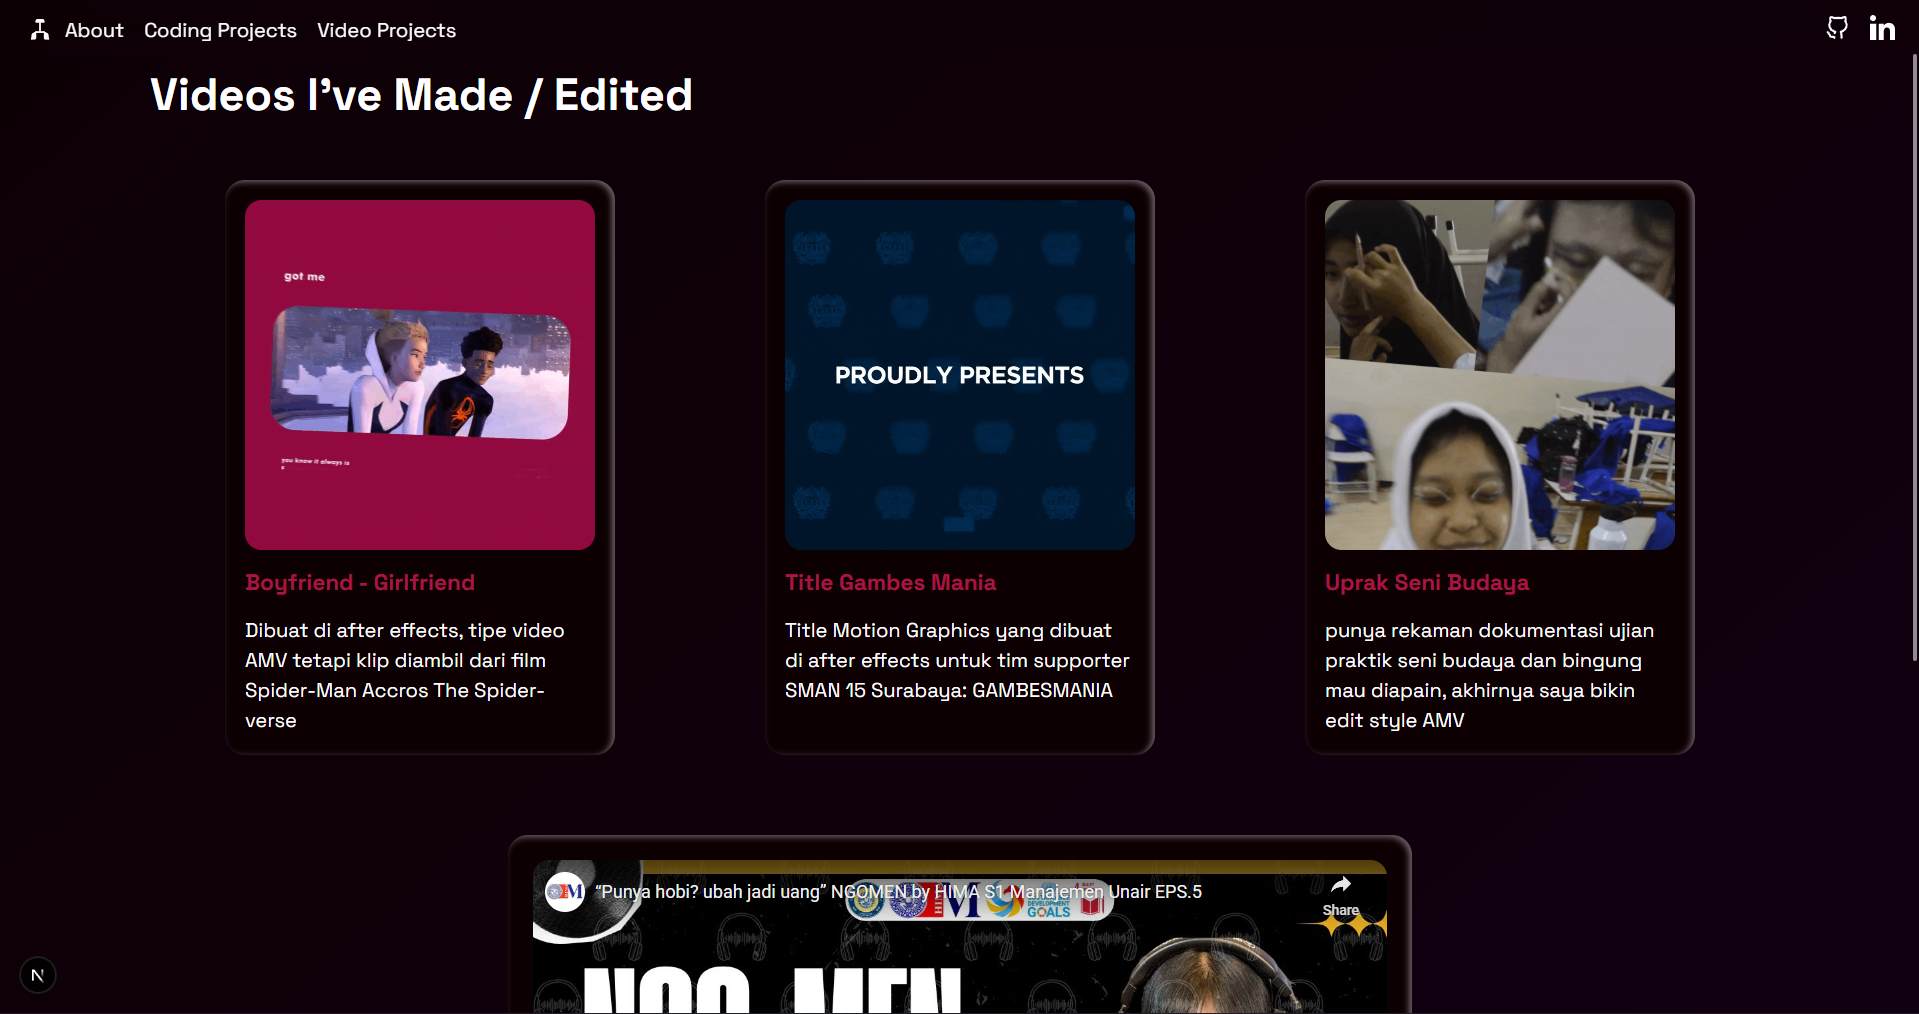 About Coding Projects Video Projects
Videos I've Made / Edited
got me
you know it always is
PROUDLY PRESENTS
Boyfriend - Girlfriend
Dibuat di after effects, tipe video
AMV tetapi klip diambil dari film
Spider-Man Accros The Spider-
verse
Title Gambes Mania
Title Motion Graphics yang dibuat
di after effects untuk tim supporter
SMAN 15 Surabaya: GAMBESMANIA
Uprak Seni Budaya
punya rekaman dokumentasi ujian
praktik seni budaya dan bingung
mau diapain, akhirnya saya bikin
edit style AMV
“Punya hobi? ubah jadi uang” NGOMEN by HIMA S1 Manajemen Unair EPS.5
Share
GOALS
N